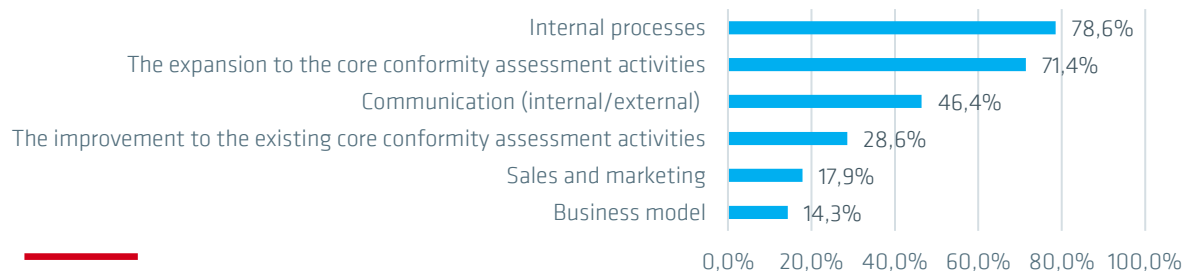 Internal processes 78,6%
The expansion to the core conformity assessment activities 71,4%
Communication (internal/external) 46,4%
The improvement to the existing core conformity assessment activities 28,6%
Sales and marketing 17,9%
Business model 14,3%
0,0% 20,0% 40,0% 60,0% 80,0% 100,0%